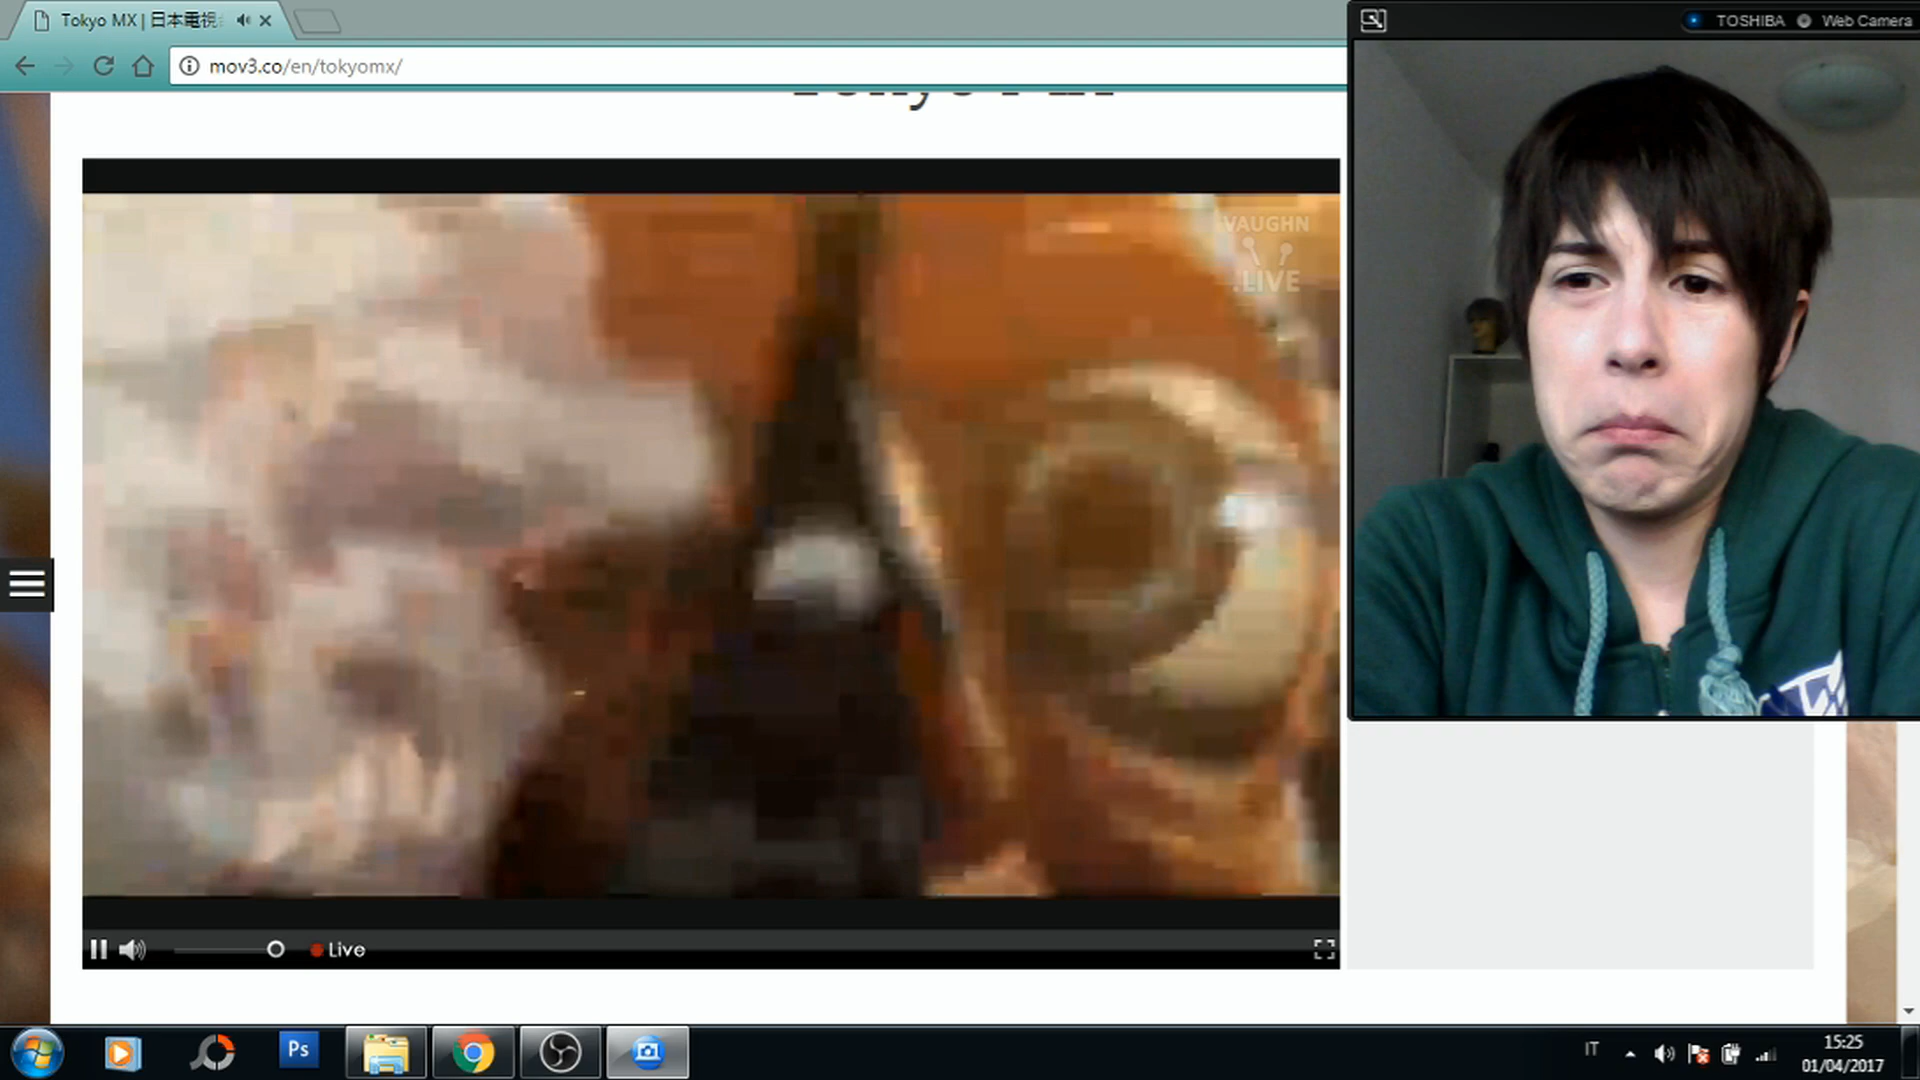 Tokyo MX | 日本電視
mov3.co/en/tokyomx/
TOSHIBA Web Camera
VAUGHN
.LIVE
Live
Ps
IT
15:25
01/04/2017